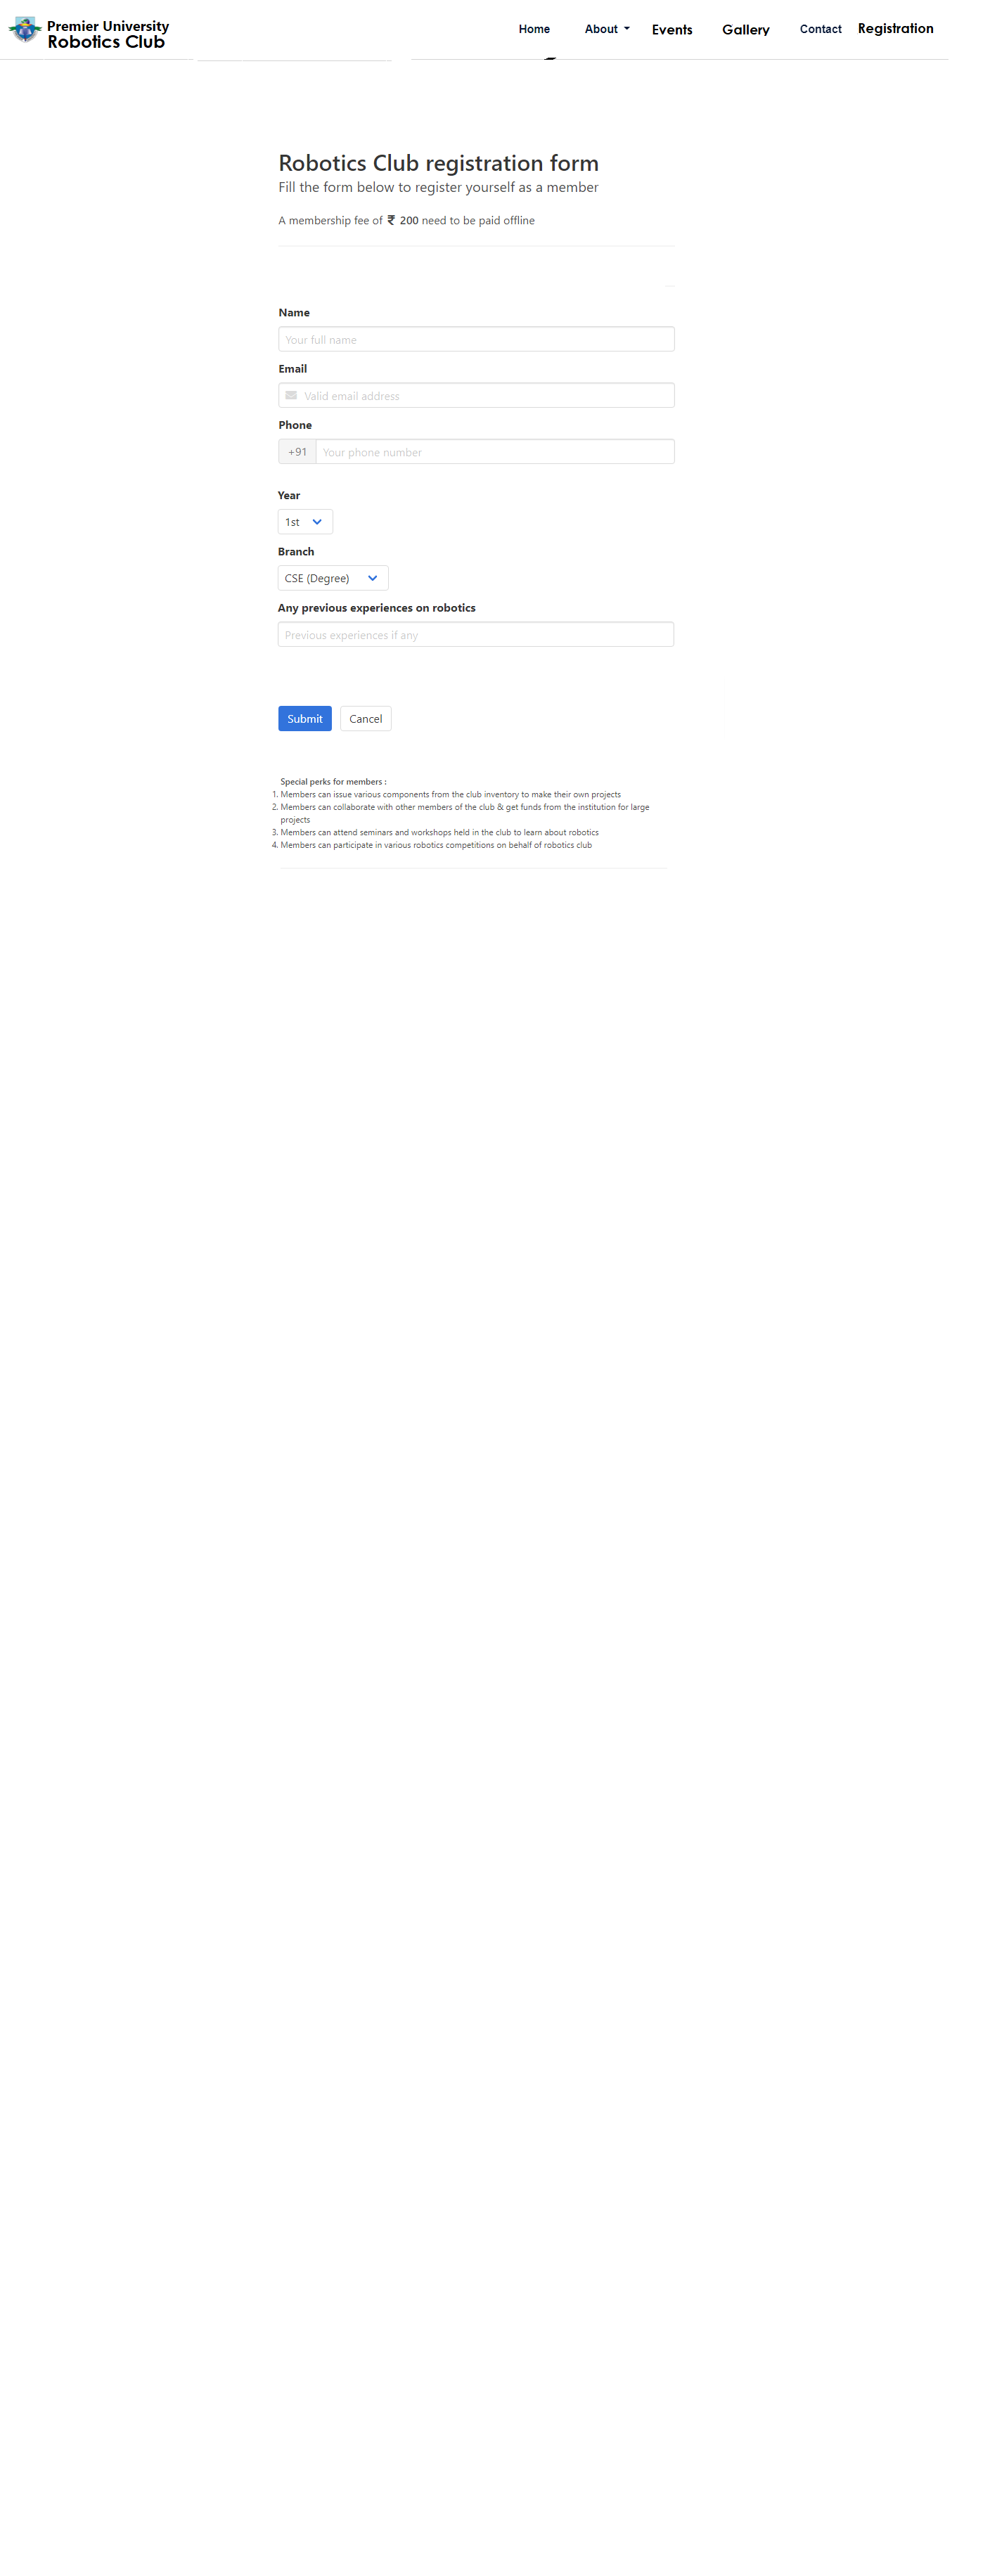 Premier University
Robotics Club
Home About Events Gallery Contact Registration
Robotics Club registration form
Fill the form below to register yourself as a member
A membership fee of ₹ 200 need to be paid offline
Name
Your full name
Email
Valid email address
Phone
+91 Your phone number
Year
1st
Branch
CSE (Degree)
Any previous experiences on robotics
Previous experiences if any
Submit Cancel
Special perks for members :
1. Members can issue various components from the club inventory to make their own projects
2. Members can collaborate with other members of the club & get funds from the institution for large
projects
3. Members can attend seminars and workshops held in the club to learn about robotics
4. Members can participate in various robotics competitions on behalf of robotics club